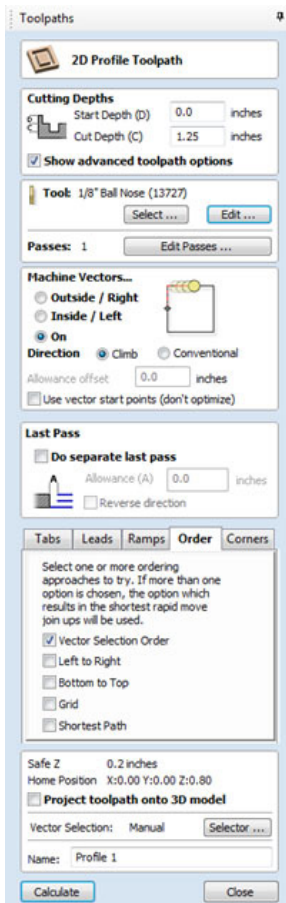 Toolpaths
2D Profile Toolpath
Cutting Depths
Start Depth (D) 0.0 inches
Cut Depth (C) 1.25 inches
Show advanced toolpath options
Tool: 1/8" Ball Nose (13727)
Select ... Edit ...
Passes: 1 Edit Passes ...
Machine Vectors...
Outside / Right
Inside / Left
On
Direction Climb Conventional
Allowance offset 0.0 inches
Use vector start points (don't optimize)
Last Pass
Do separate last pass
A Allowance (A) 0.0 inches
Reverse direction
Tabs Leads Ramps Order Corners
Select one or more ordering
approaches to try. If more than one
option is chosen, the option which
results in the shortest rapid move
join ups will be used.
Vector Selection Order
Left to Right
Bottom to Top
Grid
Shortest Path
Safe Z 0.2 inches
Home Position X:0.00 Y:0.00 Z:0.80
Project toolpath onto 3D model
Vector Selection: Manual Selector ...
Name: Profile 1
Calculate Close